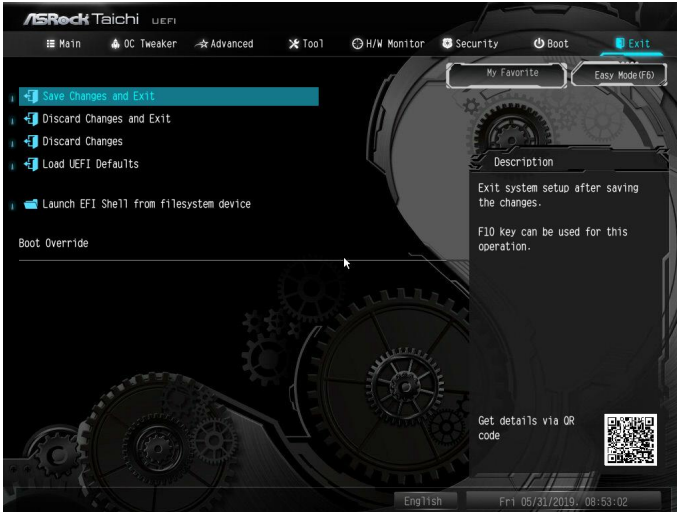 ASRock Taichi UEFI
Main OC Tweaker Advanced Tool H/W Monitor Security Boot Exit
My Favorite Easy Mode(F6)
Save Changes and Exit
Discard Changes and Exit
Discard Changes
Load UEFI Defaults
Launch EFI Shell from filesystem device
Boot Override
Description
Exit system setup after saving
the changes.
F10 key can be used for this
operation.
Get details via QR
code
English Fri 05/31/2019. 08:53:02